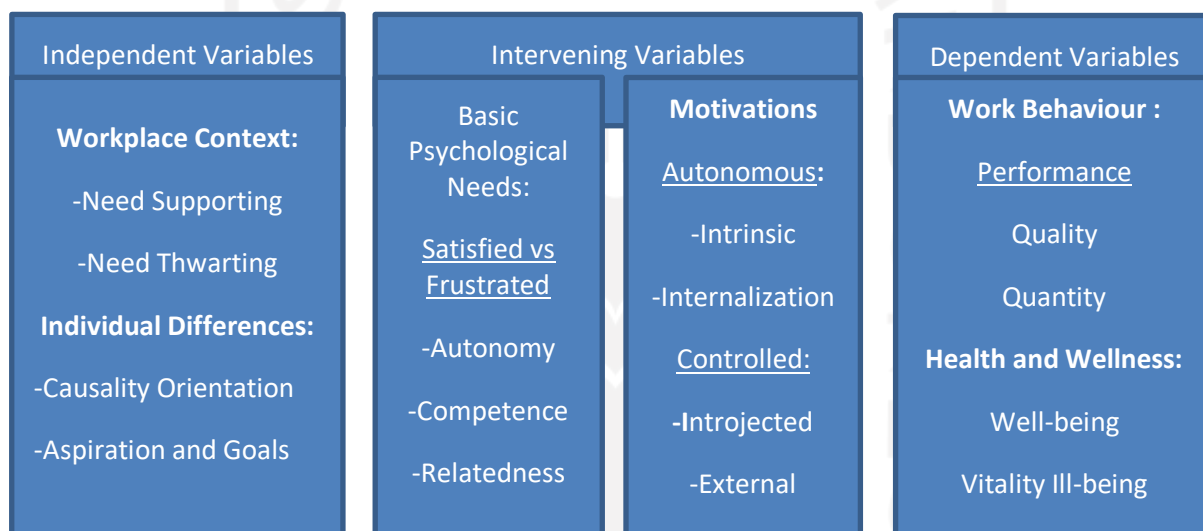 Independent Variables
Workplace Context:
-Need Supporting
-Need Thwarting
Individual Differences:
-Causality Orientation
-Aspiration and Goals
Intervening Variables
Basic
Psychological
Needs:
Satisfied vs
Frustrated
-Autonomy
-Competence
-Relatedness
Motivations
Autonomous:
-Intrinsic
-Internalization
Controlled:
-Introjected
-External
Dependent Variables
Work Behaviour :
Performance
Quality
Quantity
Health and Wellness:
Well-being
Vitality Ill-being